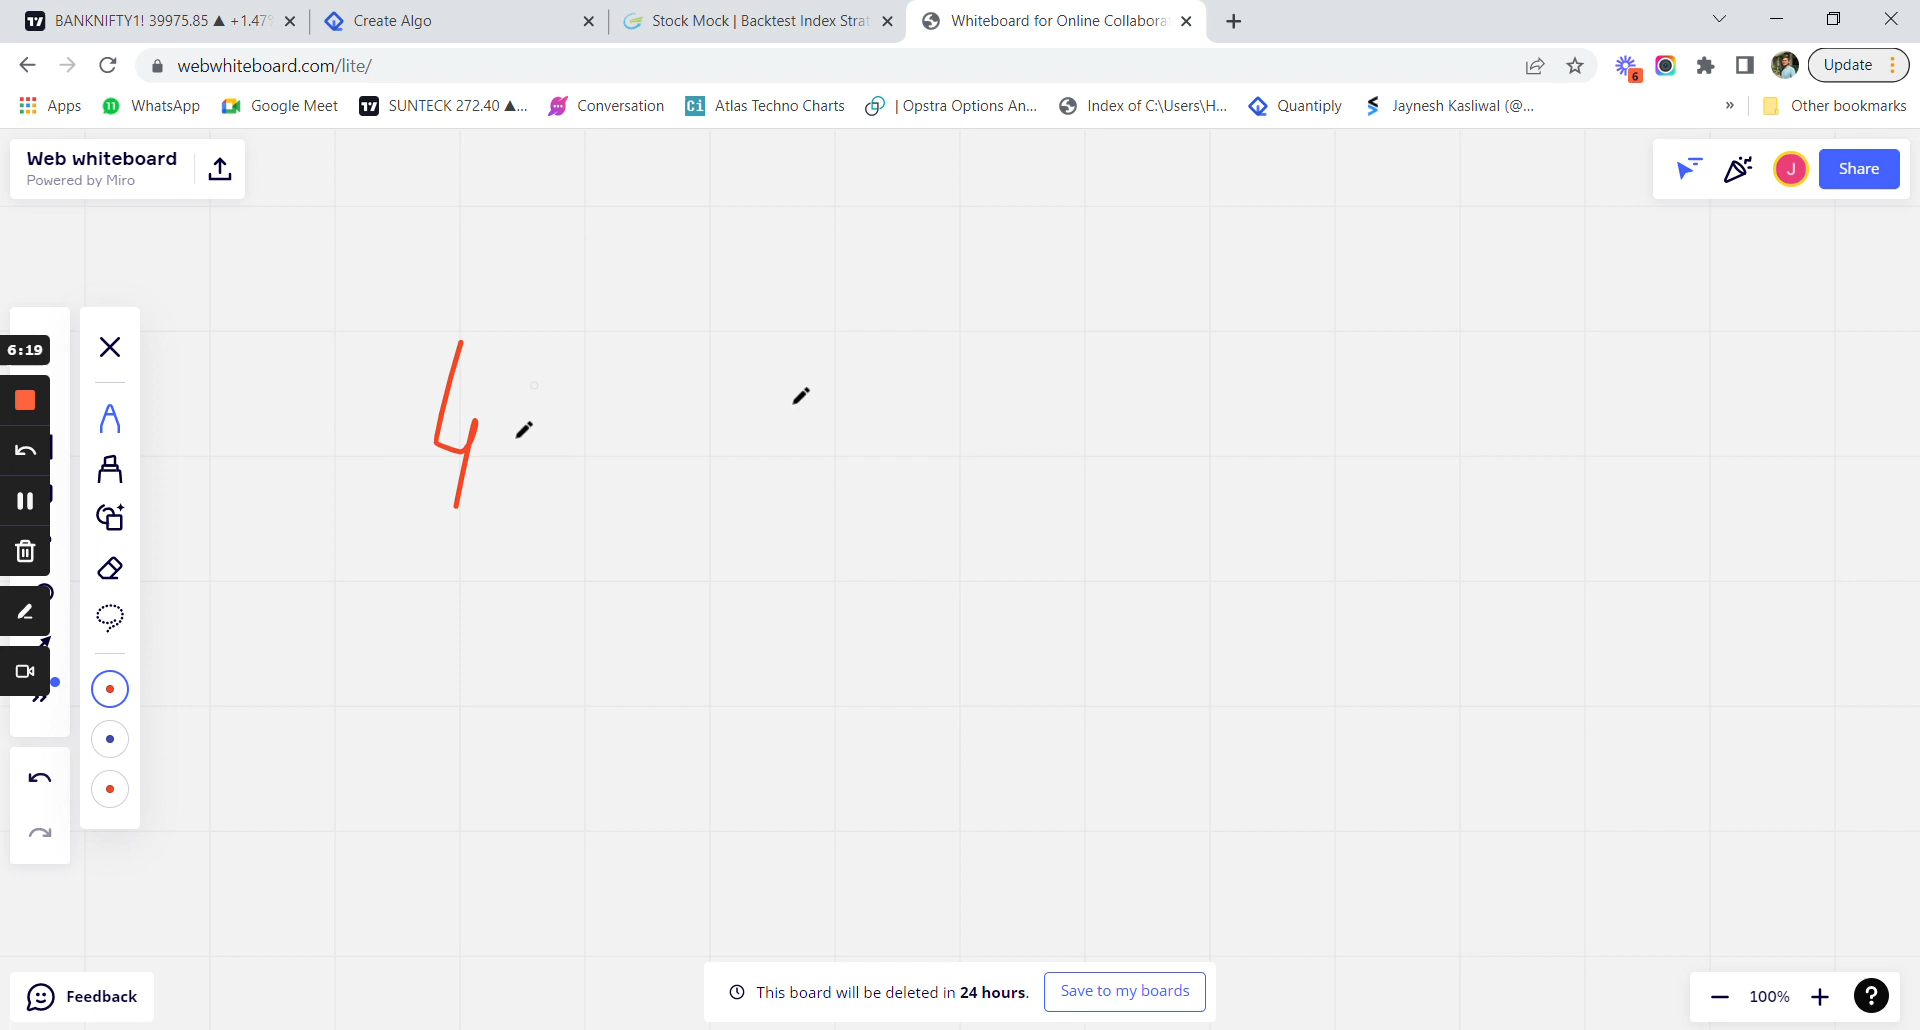 BANKNIFTY1! 39975.85 ▲ +1.47%
Create Algo
Stock Mock | Backtest Index Strat
Whiteboard for Online Collabora
webwhiteboard.com/lite/
6
Update
Apps
11
WhatsApp
Google Meet
SUNTECK 272.40 ▲...
Conversation
Ci
Atlas Techno Charts
| Opstra Options An...
Index of C:\Users\H...
Quantiply
Jaynesh Kasliwal (@...
»
Other bookmarks
Web whiteboard
Powered by Miro
J
Share
6:19
4
Feedback
This board will be deleted in 24 hours.
Save to my boards
100%
?